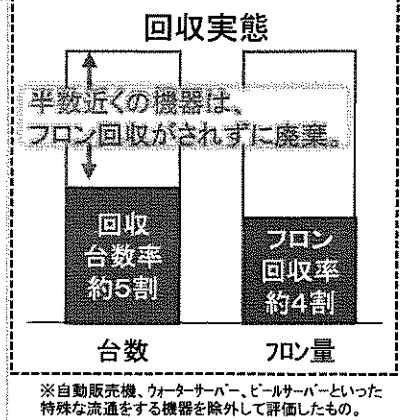 回収実態
半数近くの機器は、
フロン回収がされずに廃棄。
回収
台数率
約5割
フロン
回収率
約4割
台数
フロン量
※自動販売機、ウォーターサーバー、ビールサーバーといった
特殊な流通をする機器を除外して評価したもの。